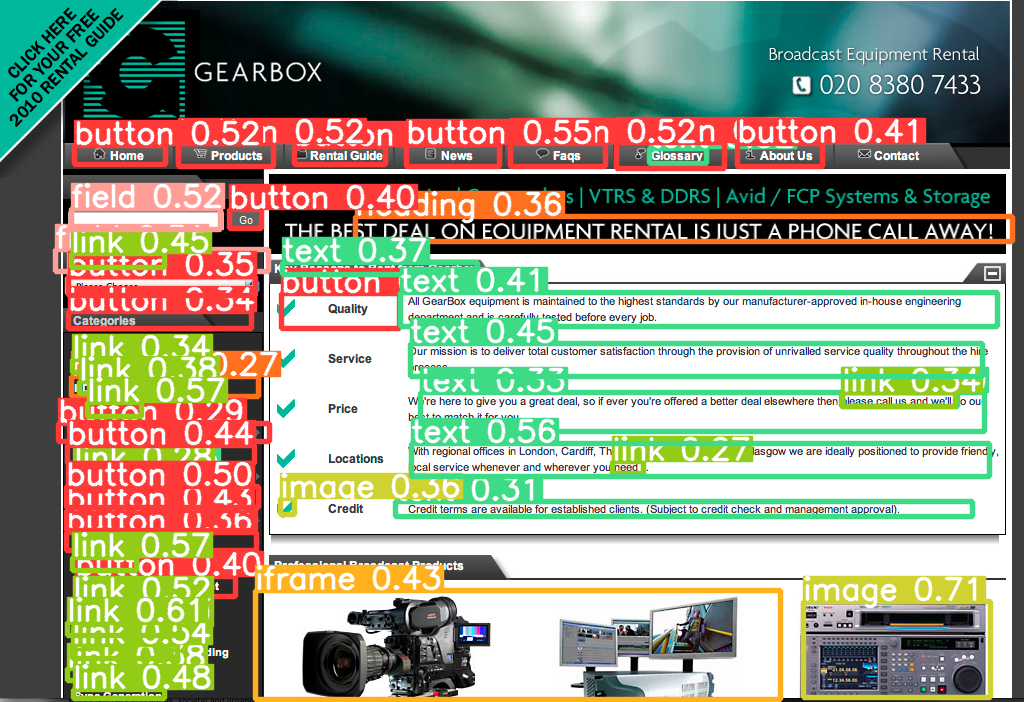 CLICK HERE
FOR YOUR FREE
2010 RENTAL GUIDE
GEARBOX
Broadcast Equipment Rental
020 8380 7433
button 0.52
0.52
button 0.55
0.52
button 0.41
Home
Products
Rental Guide
News
Faqs
Glossary
About Us
Contact
field 0.52
button 0.40
Go
| VTRS & DDRS | Avid / FCP Systems & Storage
heading 0.36
THE BEST DEAL ON EQUIPMENT RENTAL IS JUST A PHONE CALL AWAY!
link 0.45
text 0.37
button 0.35
button
text 0.41
button 0.34
Categories
Quality
All GearBox equipment is maintained to the highest standards by our manufacturer-approved in-house engineering
department and is carefully tested before every job.
text 0.45
Service
Our mission is to deliver total customer satisfaction through the provision of unrivalled service quality throughout the hire
link 0.34
link 0.38
0.27
link 0.57
text 0.33
link 0.34
Price
We're here to give you a great deal, so if ever you're offered a better deal elsewhere then please call us and we'll do our
best to match it for you
button 0.29
button 0.44
text 0.56
link 0.27
link 0.28
Locations
With regional offices in London, Cardiff,
we are ideally positioned to provide friendly,
local service whenever and wherever you need
button 0.50
button 0.43
image 0.36
0.31
Credit
Credit terms are available for established clients. (Subject to credit check and management approval).
button 0.36
link 0.57
button 0.40
Professional Broadcast Products
iframe 0.43
image 0.71
link 0.52
link 0.61
link 0.54
link 0.38
link 0.48